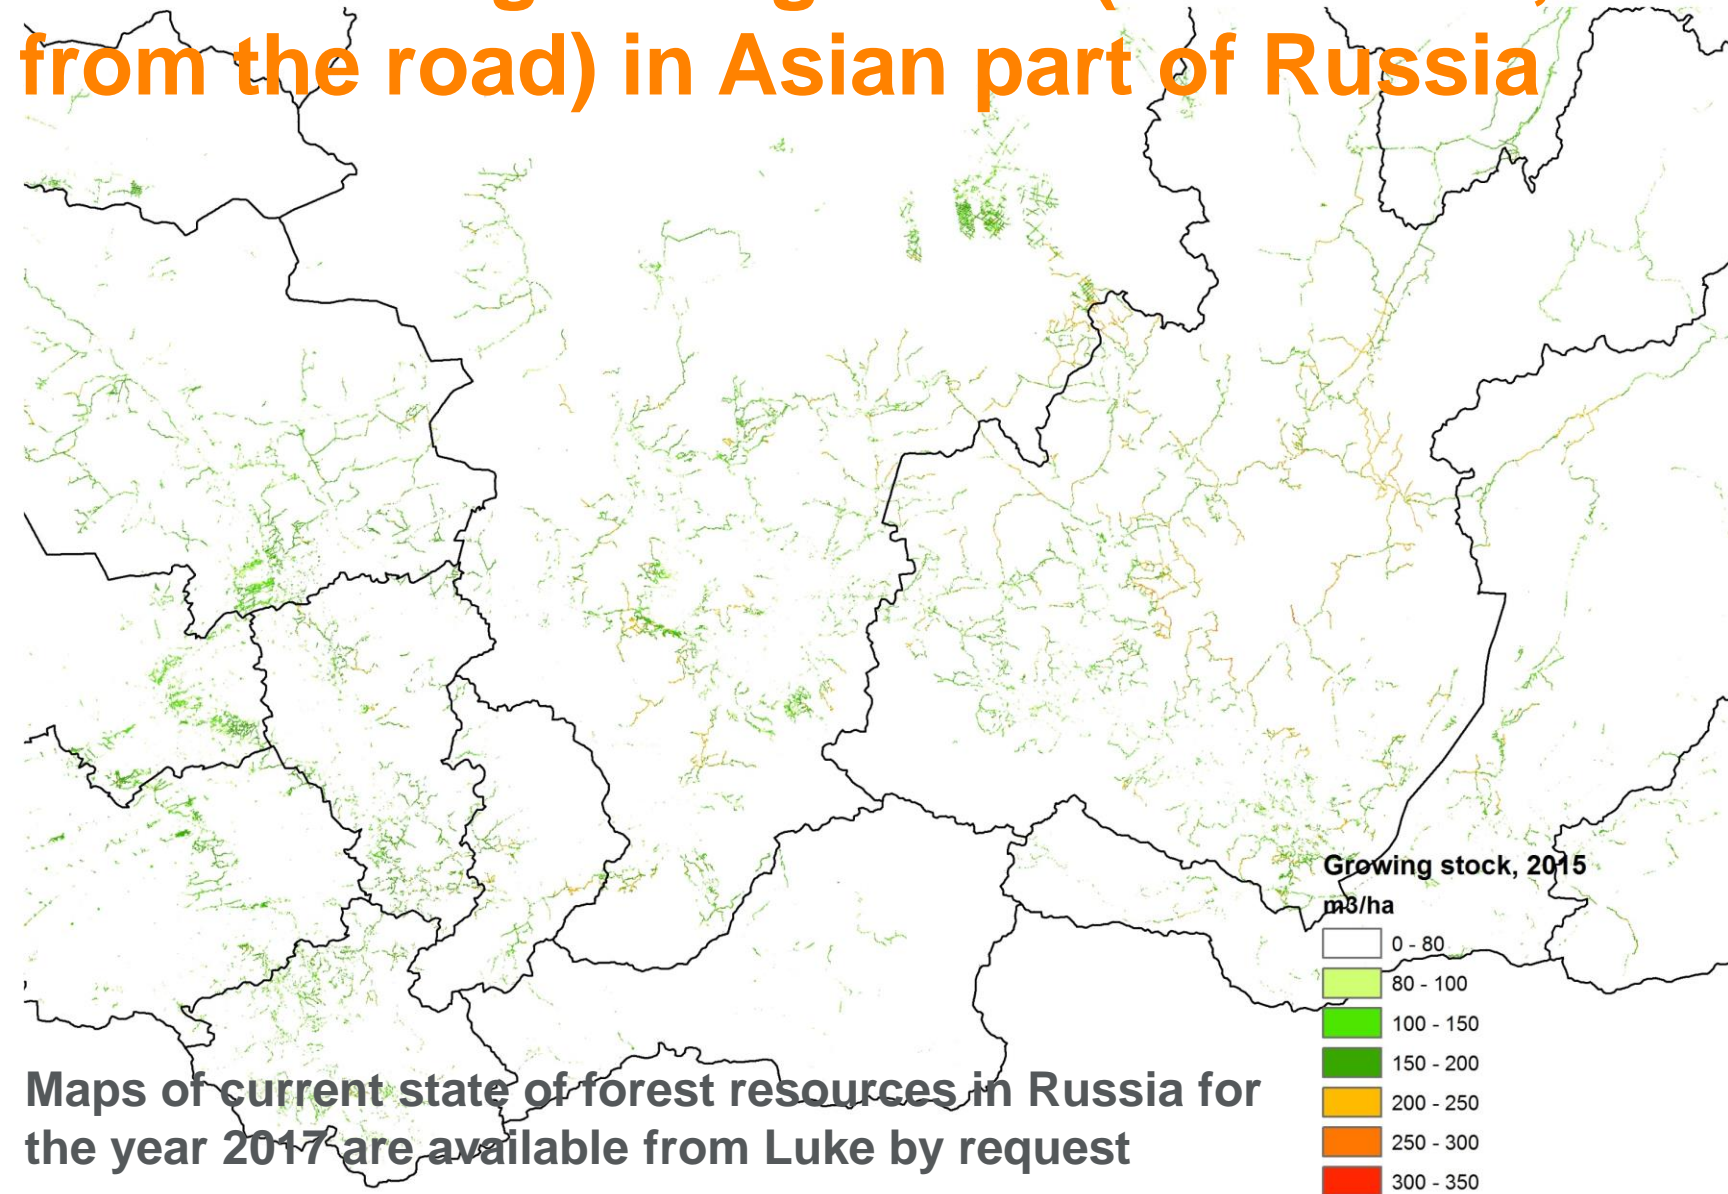 from the road) in Asian part of Russia
Growing stock, 2015
m3/ha
0 - 80
80 - 100
100 - 150
150 - 200
200 - 250
250 - 300
300 - 350
Maps of current state of forest resources in Russia for
the year 2017 are available from Luke by request